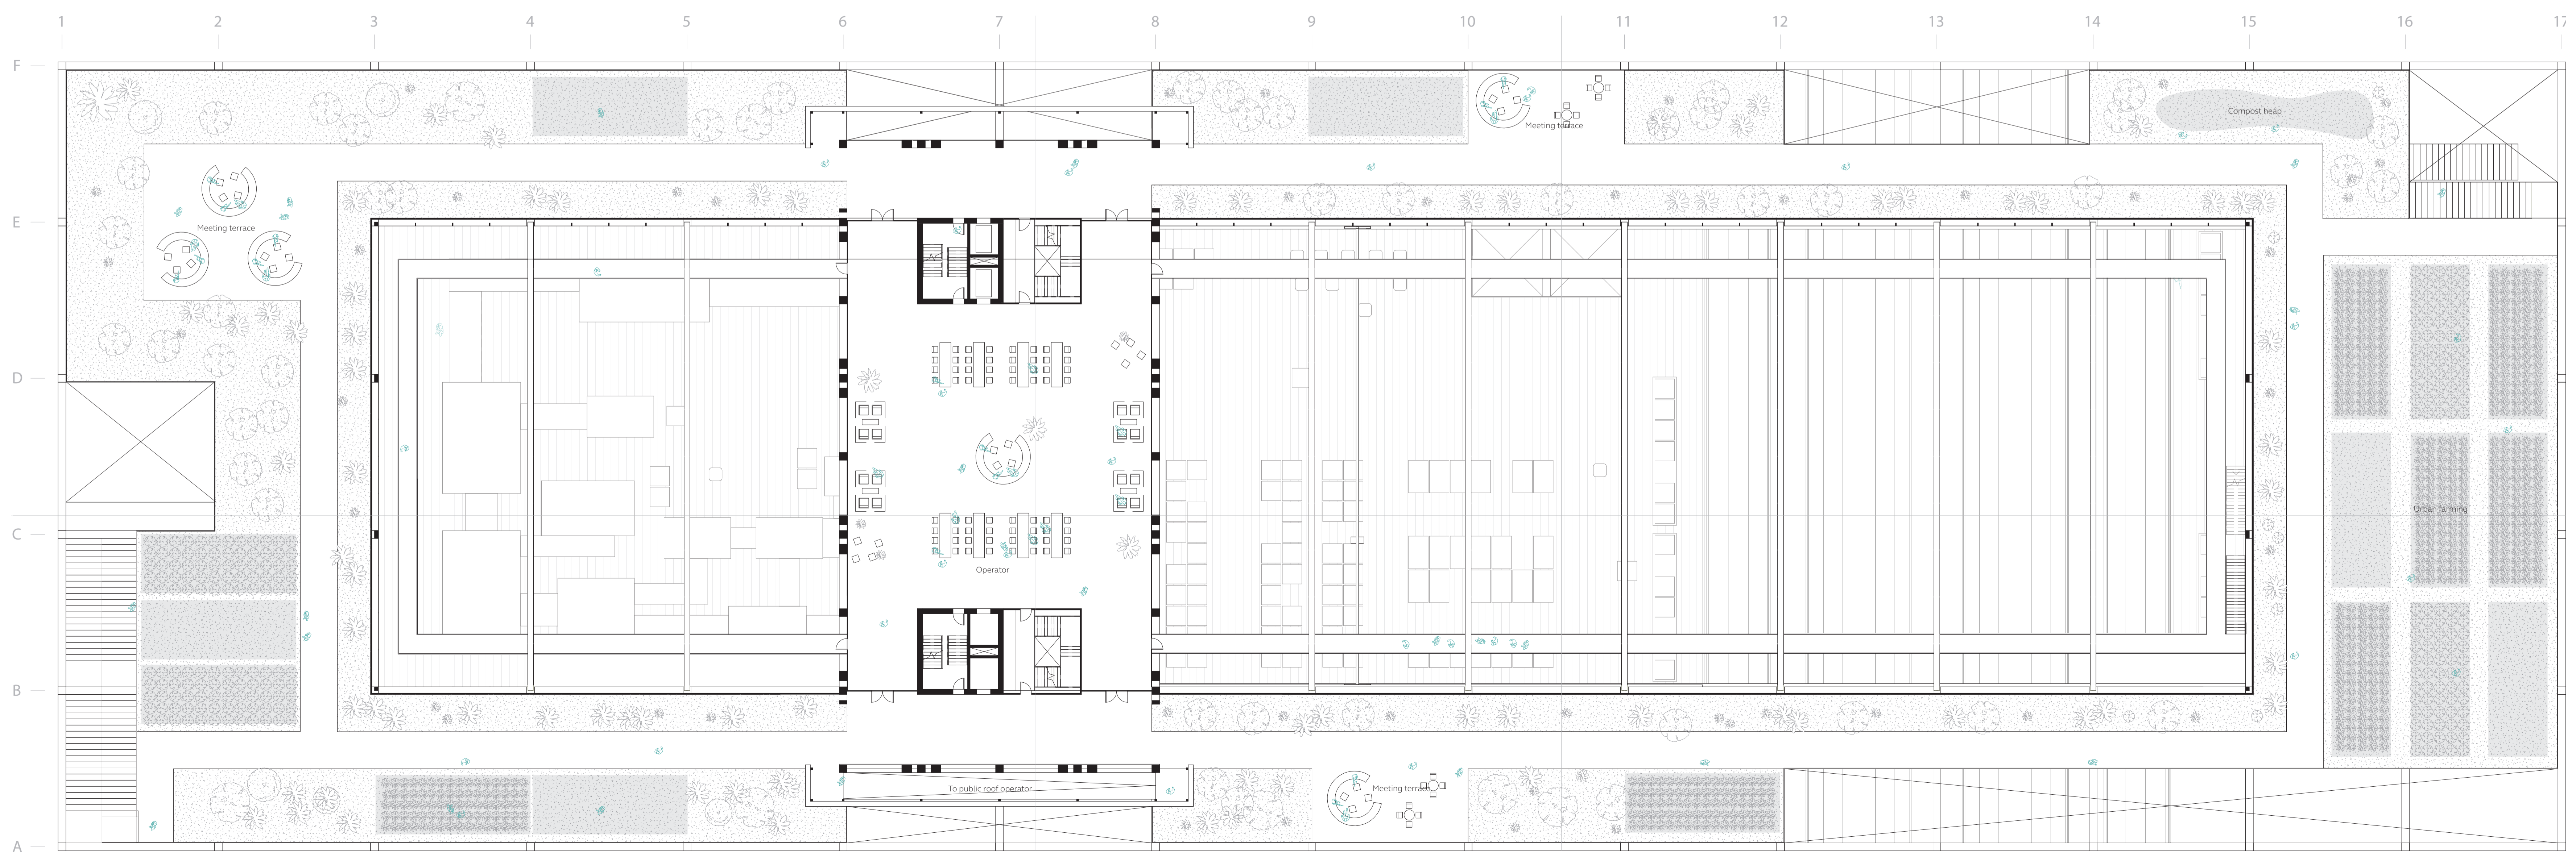 1 2 3 4 5 6 7 8 9 10 11 12 13 14 15 16 17
F
Compost heap
Meeting terrace
E
Meeting terrace
D
Urban farming
C
Operator
B
To public roof operator
Meeting terrace
A